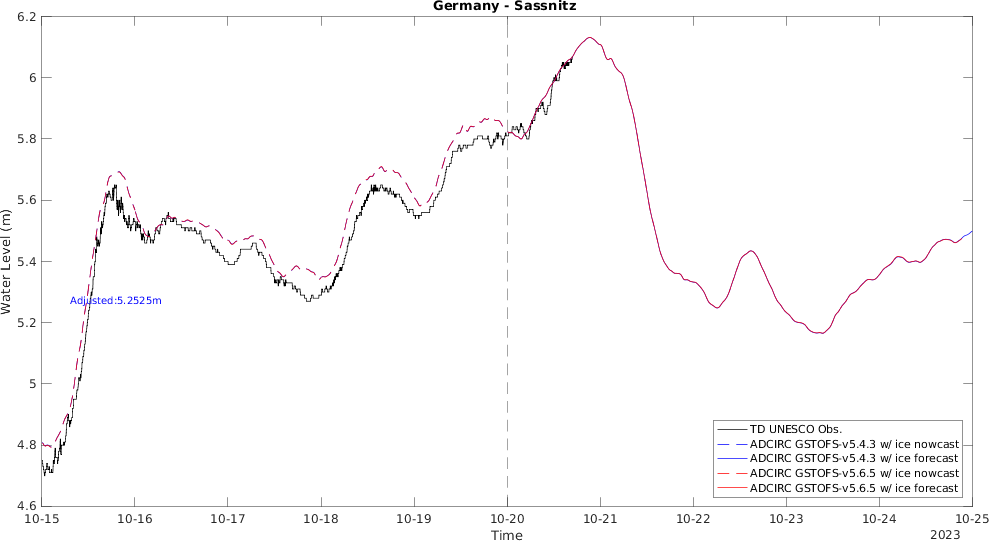 Germany - Sassnitz
6.2
6
5.8
5.6
5.4
5.2
5
4.8
4.6
Water Level (m)
Adjusted:5.2525m
TD UNESCO Obs.
ADCIRC GSTOFS-v5.4.3 w/ ice nowcast
ADCIRC GSTOFS-v5.4.3 w/ ice forecast
ADCIRC GSTOFS-v5.6.5 w/ ice nowcast
ADCIRC GSTOFS-v5.6.5 w/ ice forecast
10-15 10-16 10-17 10-18 10-19 10-20 10-21 10-22 10-23 10-24 10-25
Time
2023